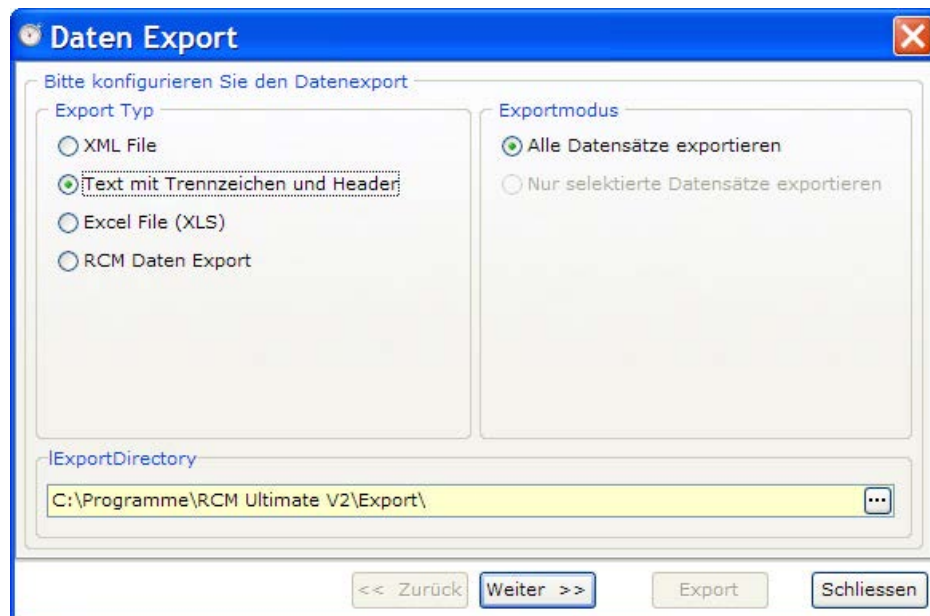 Daten Export
Bitte konfigurieren Sie den Datenexport
Export Typ
XML File
Text mit Trennzeichen und Header
Excel File (XLS)
RCM Daten Export
Exportmodus
Alle Datensätze exportieren
Nur selektierte Datensätze exportieren
lExportDirectory
C:\Programme\RCM Ultimate V2\Export\
...
<< Zurück
Weiter >>
Export
Schliessen